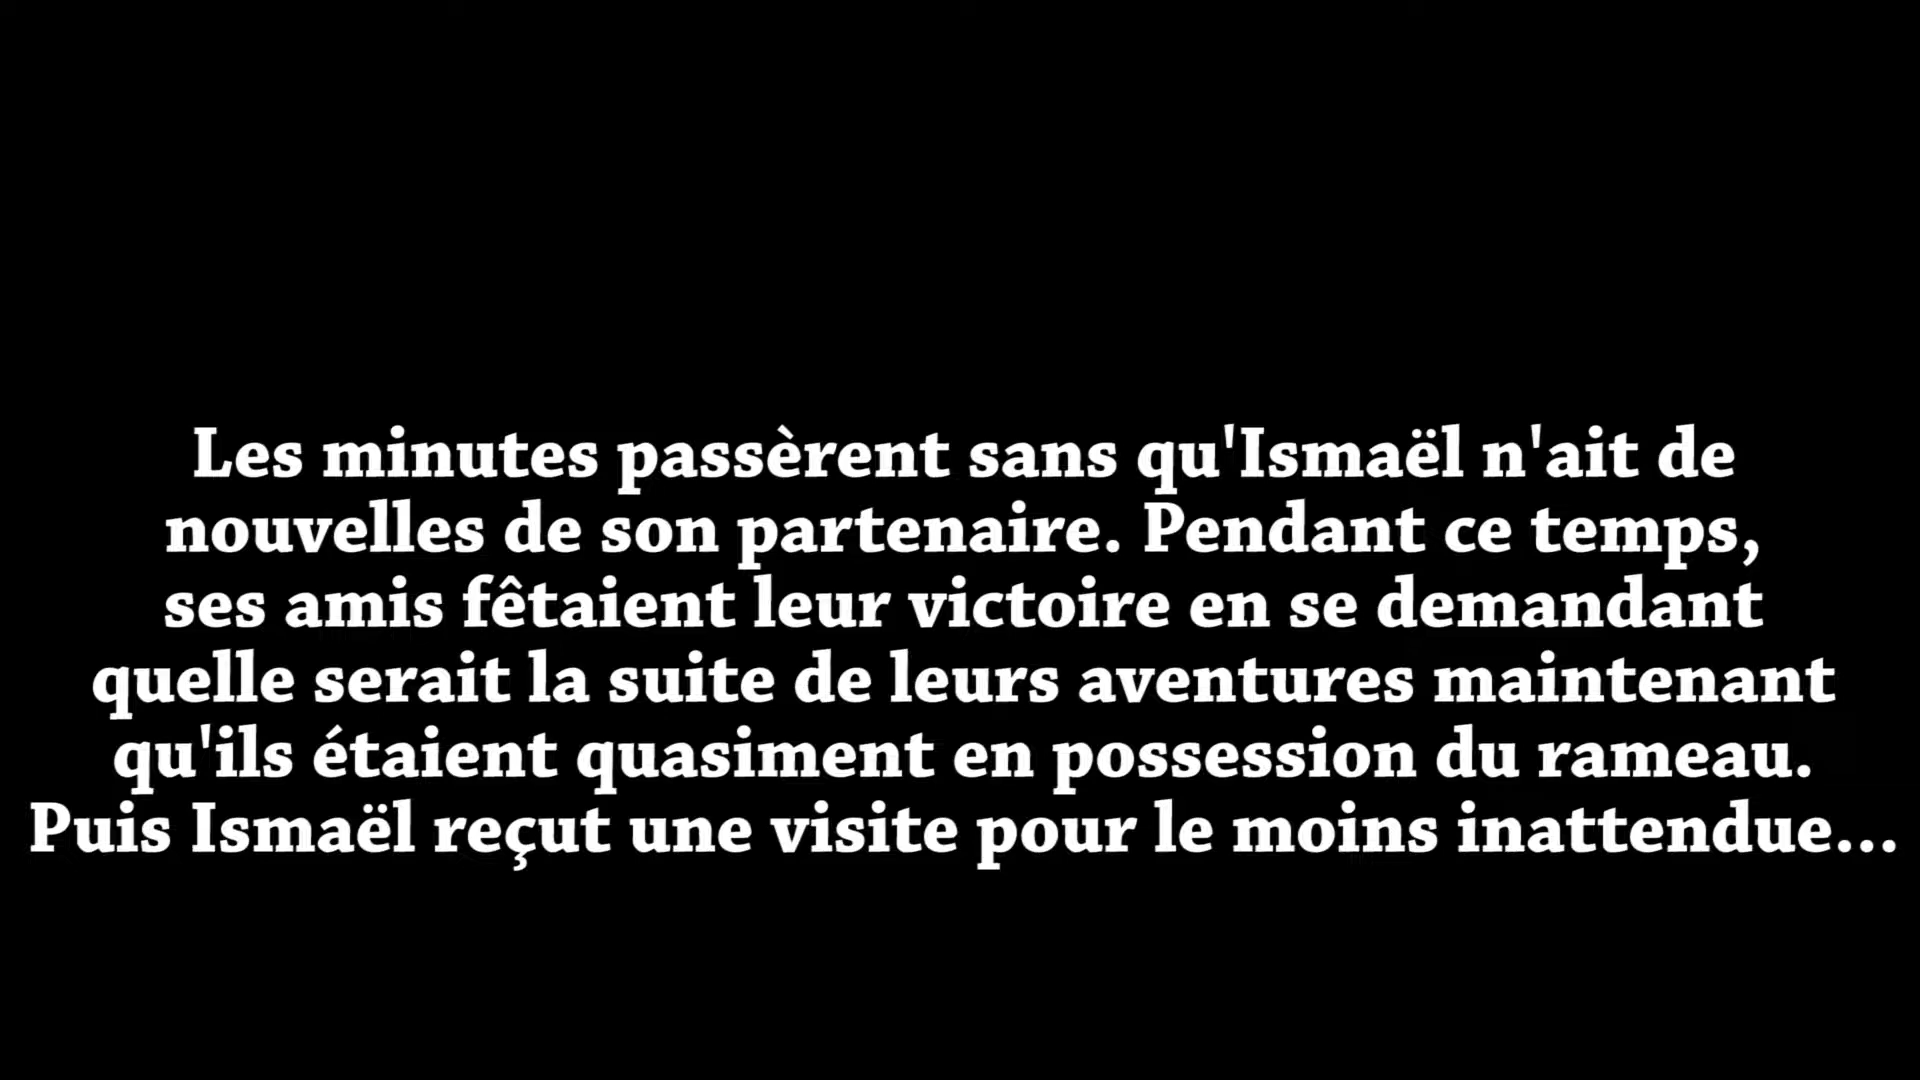 Les minutes passèrent sans qu'Ismaël n'ait de
nouvelles de son partenaire. Pendant ce temps,
ses amis fêtaient leur victoire en se demandant
quelle serait la suite de leurs aventures maintenant
qu'ils étaient quasiment en possession du rameau.
Puis Ismaël reçut une visite pour le moins inattendue...